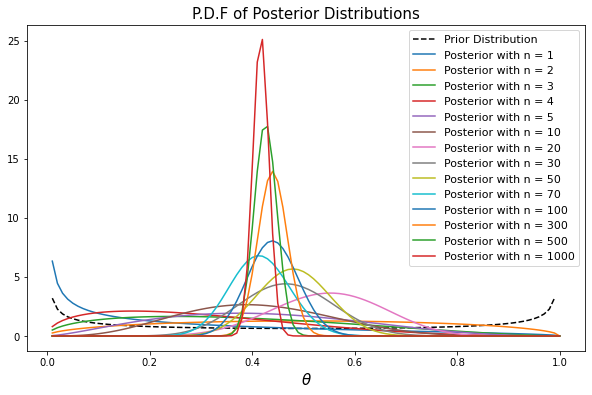 P.D.F of Posterior Distributions
25
20
15
10
5
0
Prior Distribution
Posterior with n = 1
Posterior with n = 2
Posterior with n = 3
Posterior with n = 4
Posterior with n = 5
Posterior with n = 10
Posterior with n = 20
Posterior with n = 30
Posterior with n = 50
Posterior with n = 70
Posterior with n = 100
Posterior with n = 300
Posterior with n = 500
Posterior with n = 1000
0.0 0.2 0.4 0.6 0.8 1.0
θ